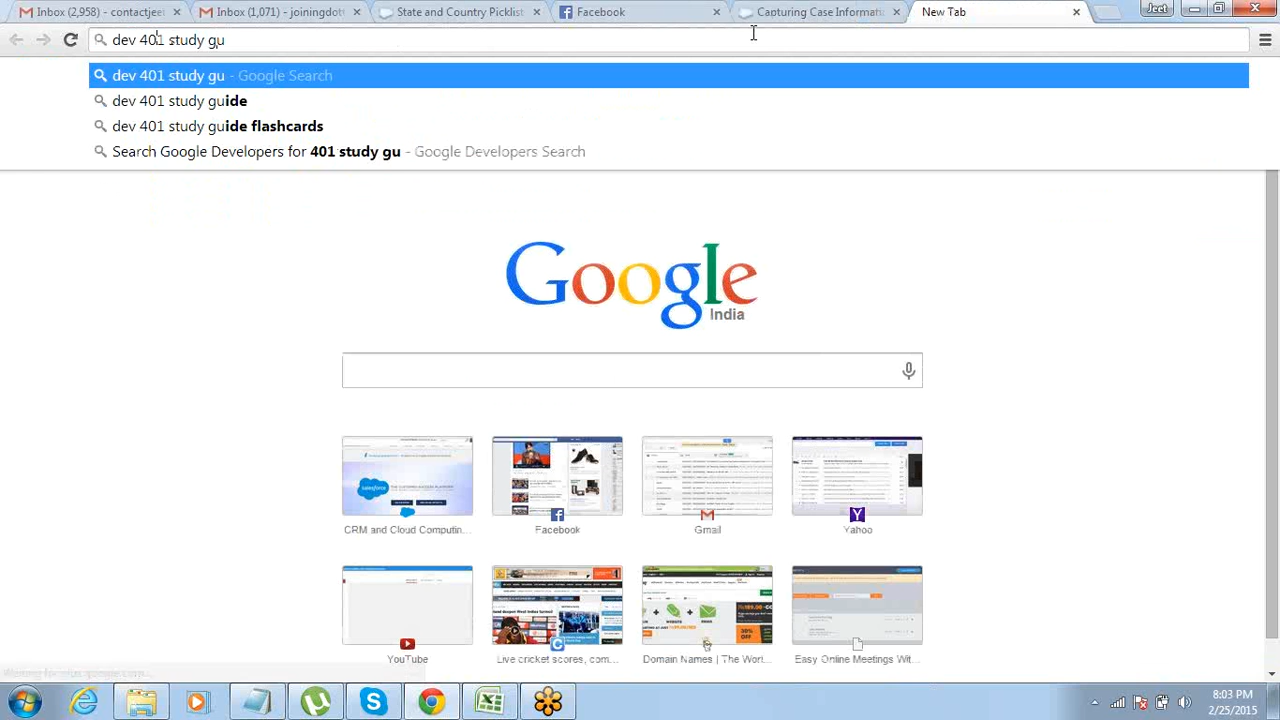 Inbox (2,958) - contactjee
Inbox (1,071) - joiningdot
State and Country Picklist
Facebook
Capturing Case Informatu
New Tab
Jeet
dev 401 study gu
dev 401 study gu - Google Search
dev 401 study guide
dev 401 study guide flashcards
Search Google Developers for 401 study gu - Google Developers Search
Google
India
CRM and Cloud Computin...
Facebook
Gmail
Yahoo
YouTube
Live cricket scores, com...
Domain Names | The Worl...
Easy Online Meetings Wit...
8:03 PM
2/25/2015